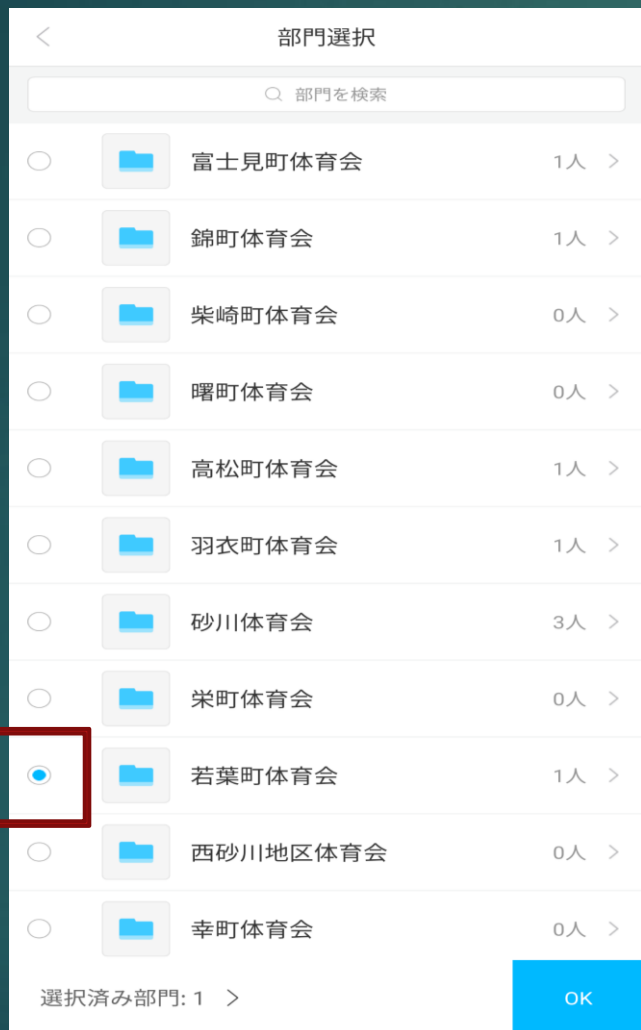 部門選択
部門を検索
富士見町体育会 1人
錦町体育会 1人
柴崎町体育会 0人
曙町体育会 0人
高松町体育会 1人
羽衣町体育会 1人
砂川体育会 3人
栄町体育会 0人
若葉町体育会 1人
西砂川地区体育会 0人
幸町体育会 0人
選択済み部門: 1 OK